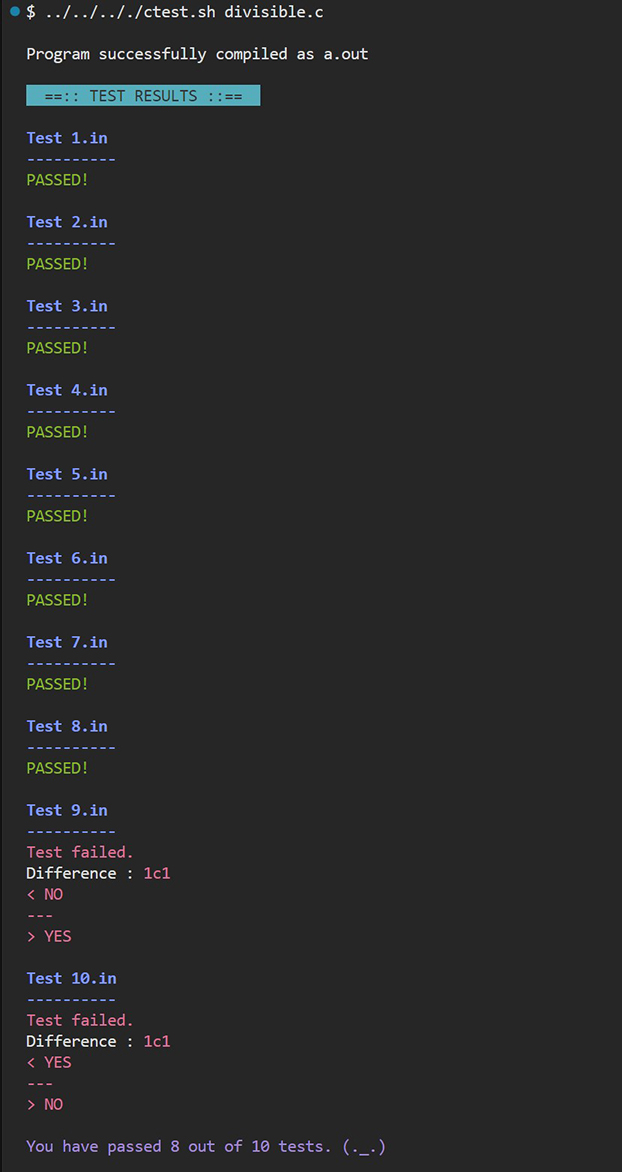 $ ../../.././ctest.sh divisible.c
Program successfully compiled as a.out
==:: TEST RESULTS ::==
Test 1.in
----------
PASSED!
Test 2.in
----------
PASSED!
Test 3.in
----------
PASSED!
Test 4.in
----------
PASSED!
Test 5.in
----------
PASSED!
Test 6.in
----------
PASSED!
Test 7.in
----------
PASSED!
Test 8.in
----------
PASSED!
Test 9.in
----------
Test failed.
Difference : 1c1
< NO
---
> YES
Test 10.in
----------
Test failed.
Difference : 1c1
< YES
---
> NO
You have passed 8 out of 10 tests. (._.)